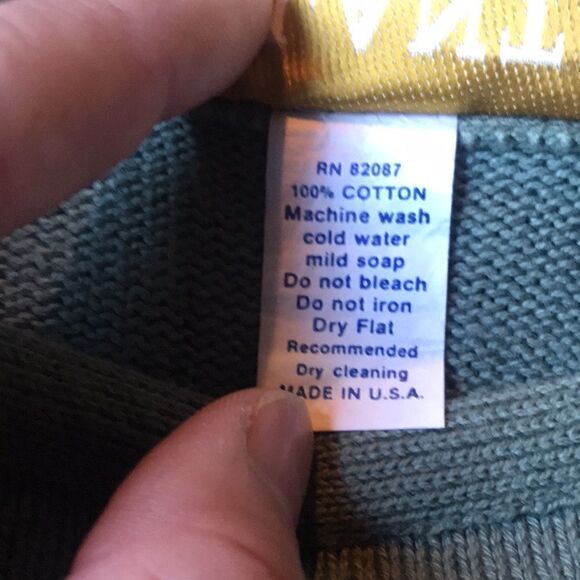 RN 82087
100% COTTON
Machine wash
cold water
mild soap
Do not bleach
Do not iron
Dry Flat
Recommended
Dry cleaning
MADE IN U.S.A.